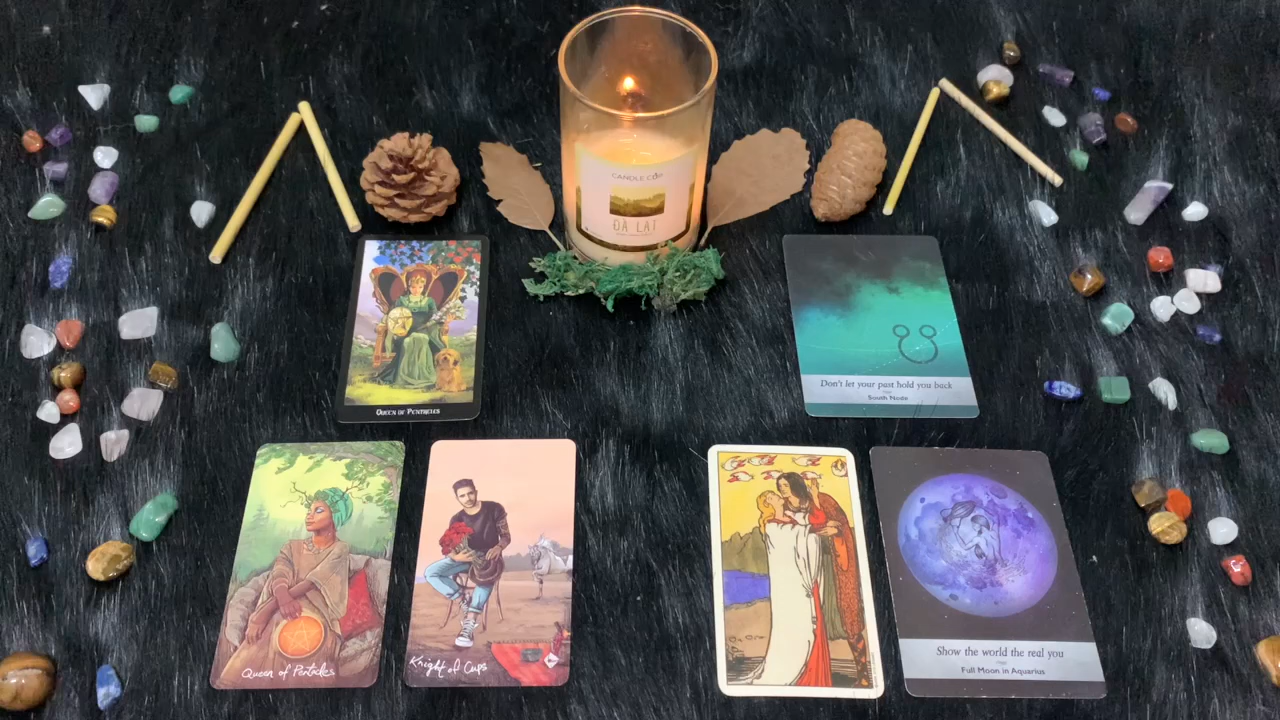 CANDLE CUP
ĐÀ LẠT
QUEEN OF PENTACLES
Don't let your past hold you back
South Node
Queen of Pentacles
Knight of Cups
Show the world the real you
Full Moon in Aquarius